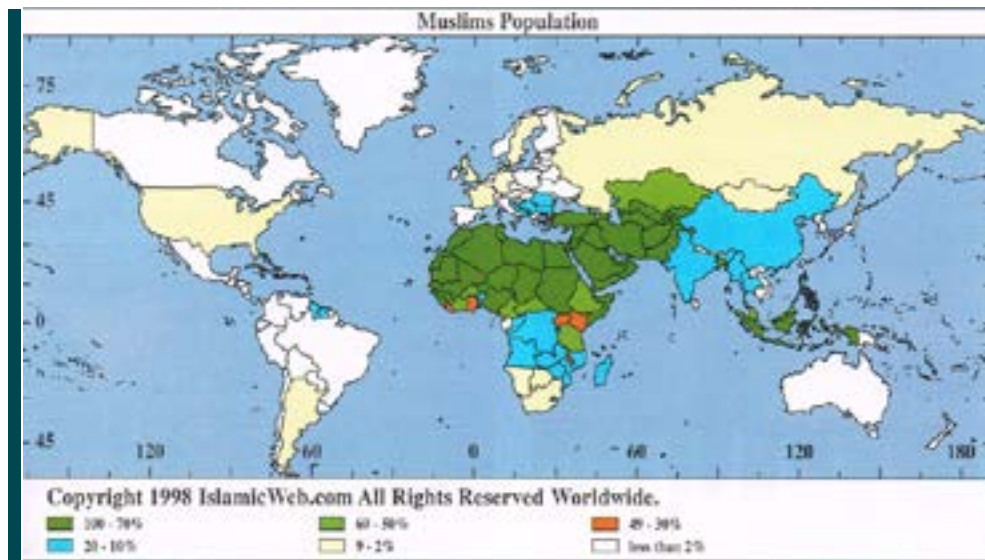 Muslims Population
75
45
0
45
120 60 0 60 120 180
Copyright 1998 IslamicWeb.com All Rights Reserved Worldwide.
100 - 70% 60 - 50% 49 - 30%
20 - 10% 9 - 2% less than 2%